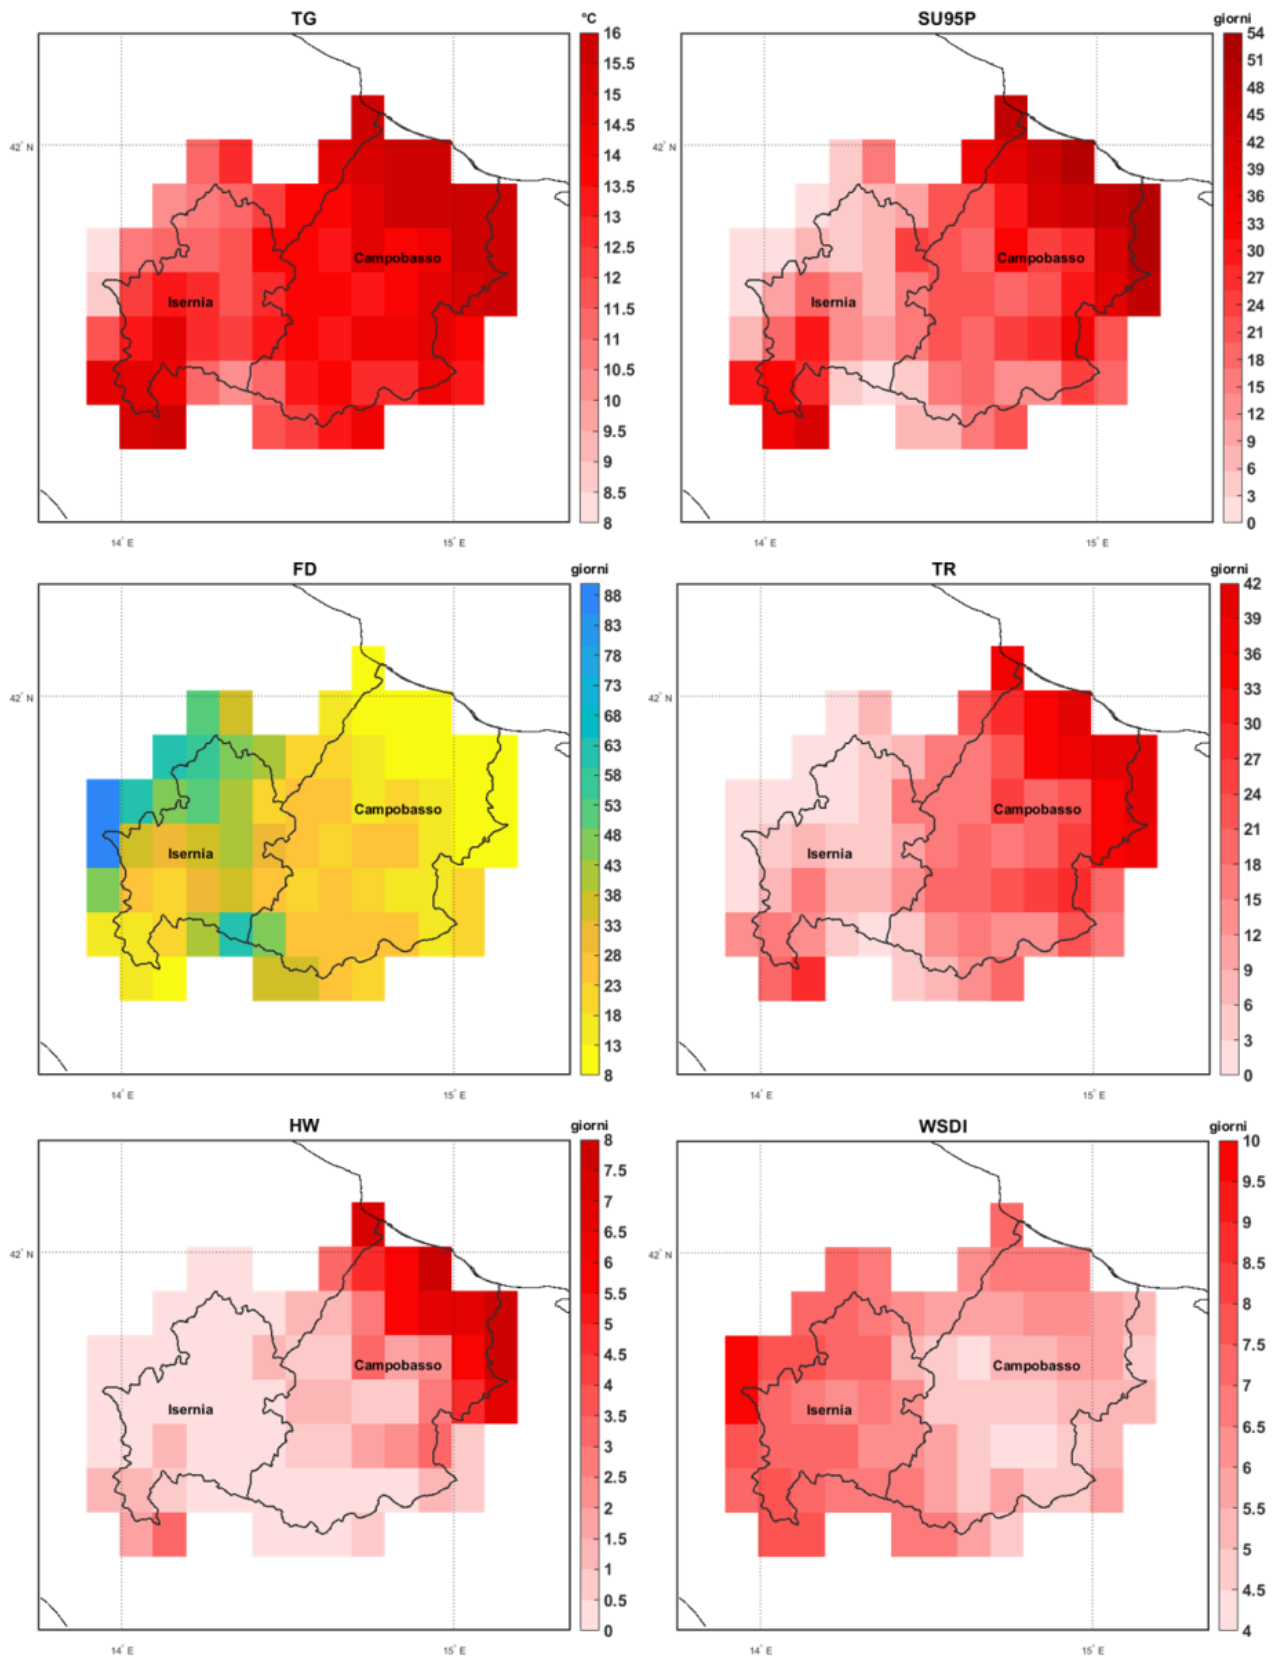 TG
°C
42° N
Campobasso
Isernia
14° E
15° E
16
15.5
15
14.5
14
13.5
13
12.5
12
11.5
11
10.5
10
9.5
9
8.5
8
SU95P
giorni
42° N
Campobasso
Isernia
14° E
15° E
54
51
48
45
42
39
36
33
30
27
24
21
18
15
12
9
6
3
0
FD
giorni
42° N
Campobasso
Isernia
14° E
15° E
88
83
78
73
68
63
58
53
48
43
38
33
28
23
18
13
8
TR
giorni
Campobasso
Isernia
42° N
14° E
15° E
42
39
36
33
30
27
24
21
18
15
12
9
6
3
0
HW
giorni
42° N
Campobasso
Isernia
14° E
15° E
8
7.5
7
6.5
6
5.5
5
4.5
4
3.5
3
2.5
2
1.5
1
0.5
0
WSDI
giorni
42° N
Campobasso
Isernia
14° E
15° E
10
9.5
9
8.5
8
7.5
7
6.5
6
5.5
5
4.5
4